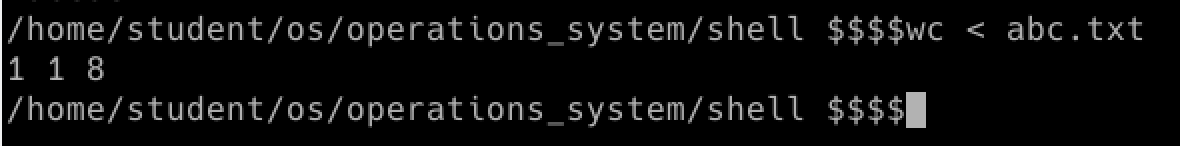 /home/student/os/operations_system/shell $$$$wc < abc.txt
1 1 8
/home/student/os/operations_system/shell $$$$